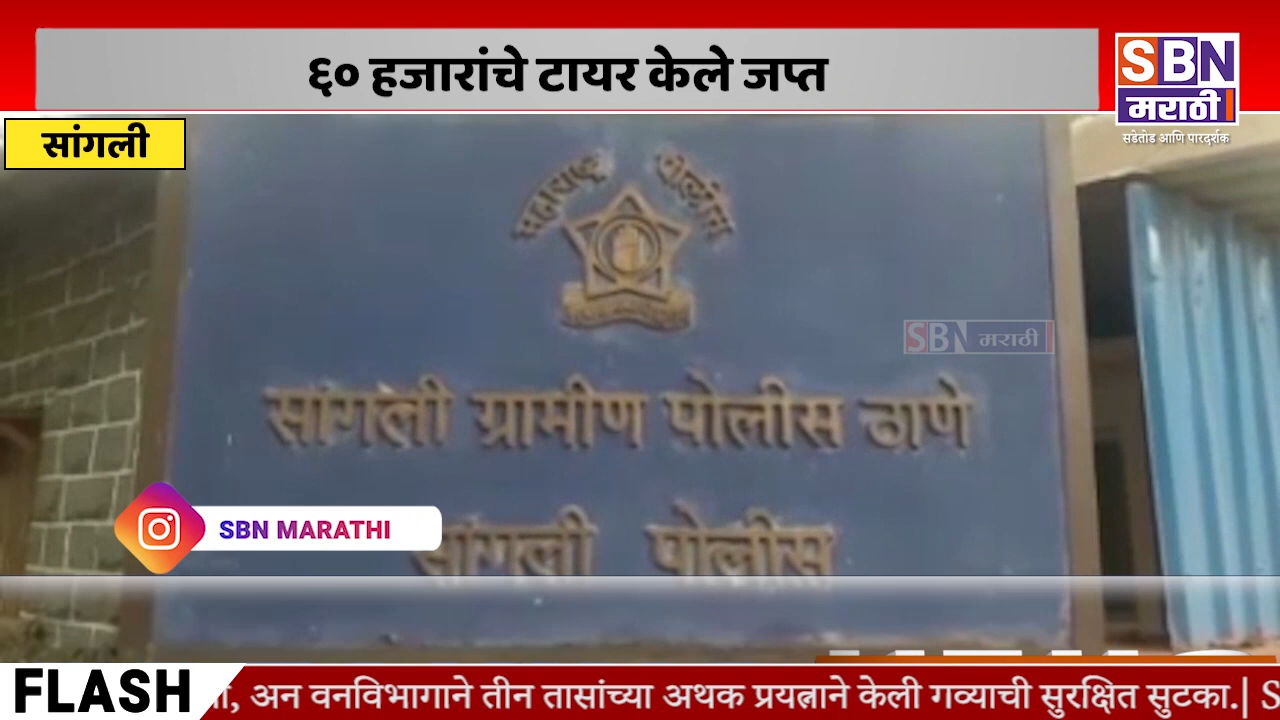 ६० हजारांचे टायर केले जप्त
SBN
मराठी
सडेतोड आणि पारदर्शक
सांगली
महाराष्ट्र पोलीस
SBN मराठी
सांगली ग्रामीण पोलीस ठाणे
SBN MARATHI
सांगली पोलीस
FLASH
, अन वनविभागाने तीन तासांच्या अथक प्रयत्नाने केली गव्याची सुरक्षित सुटका.| S